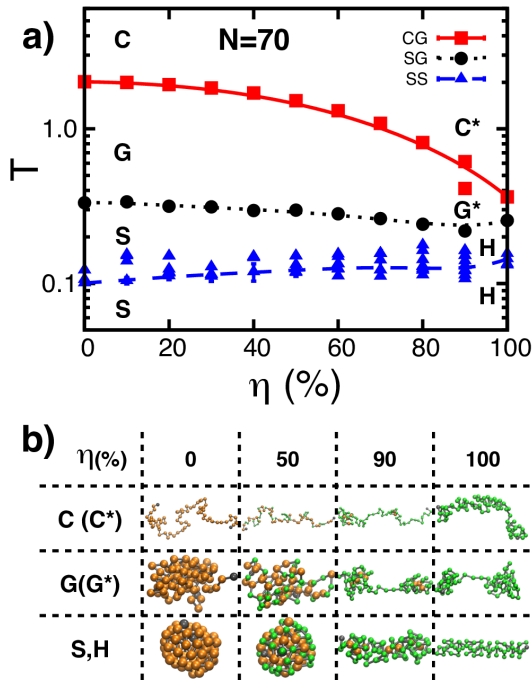 a)
C
N=70
CG
SG
SS
1.0
C*
T
G
G*
S
H
0.1
S
H
0 20 40 60 80 100
η (%)
b)
η(%) 0 50 90 100
C (C*)
G(G*)
S,H